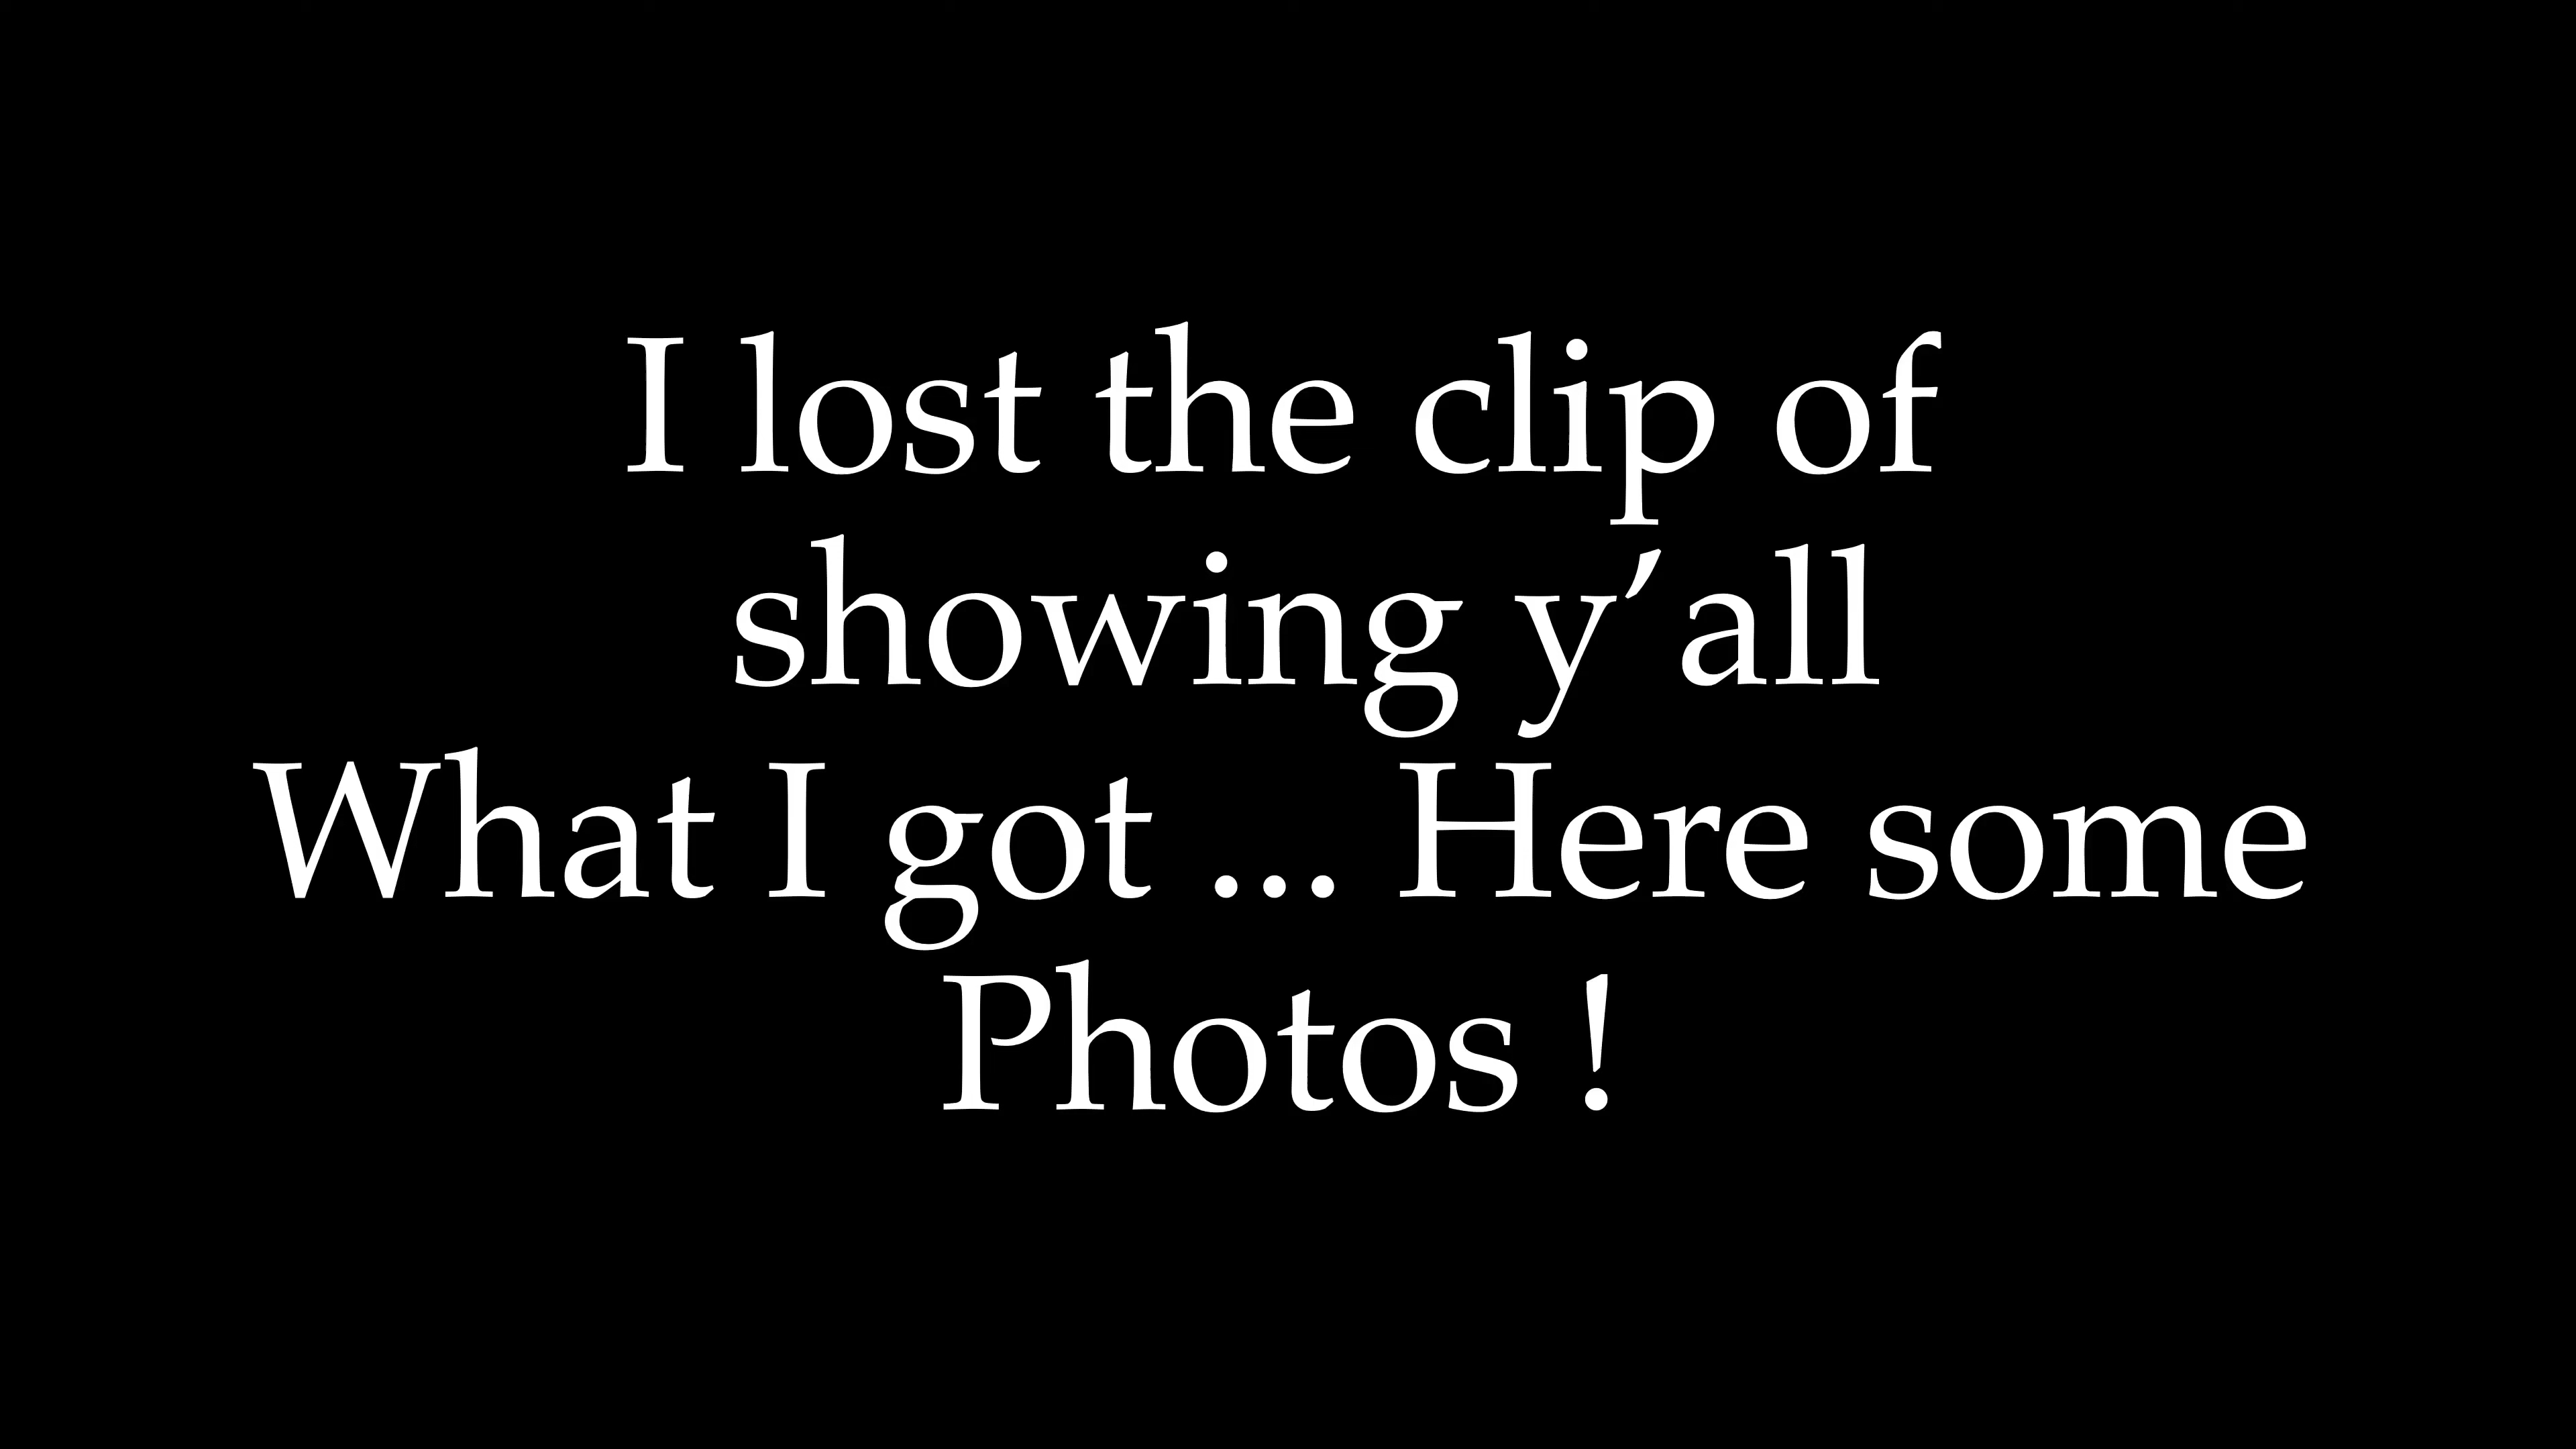 I lost the clip of
showing y’all
What I got ... Here some
Photos !